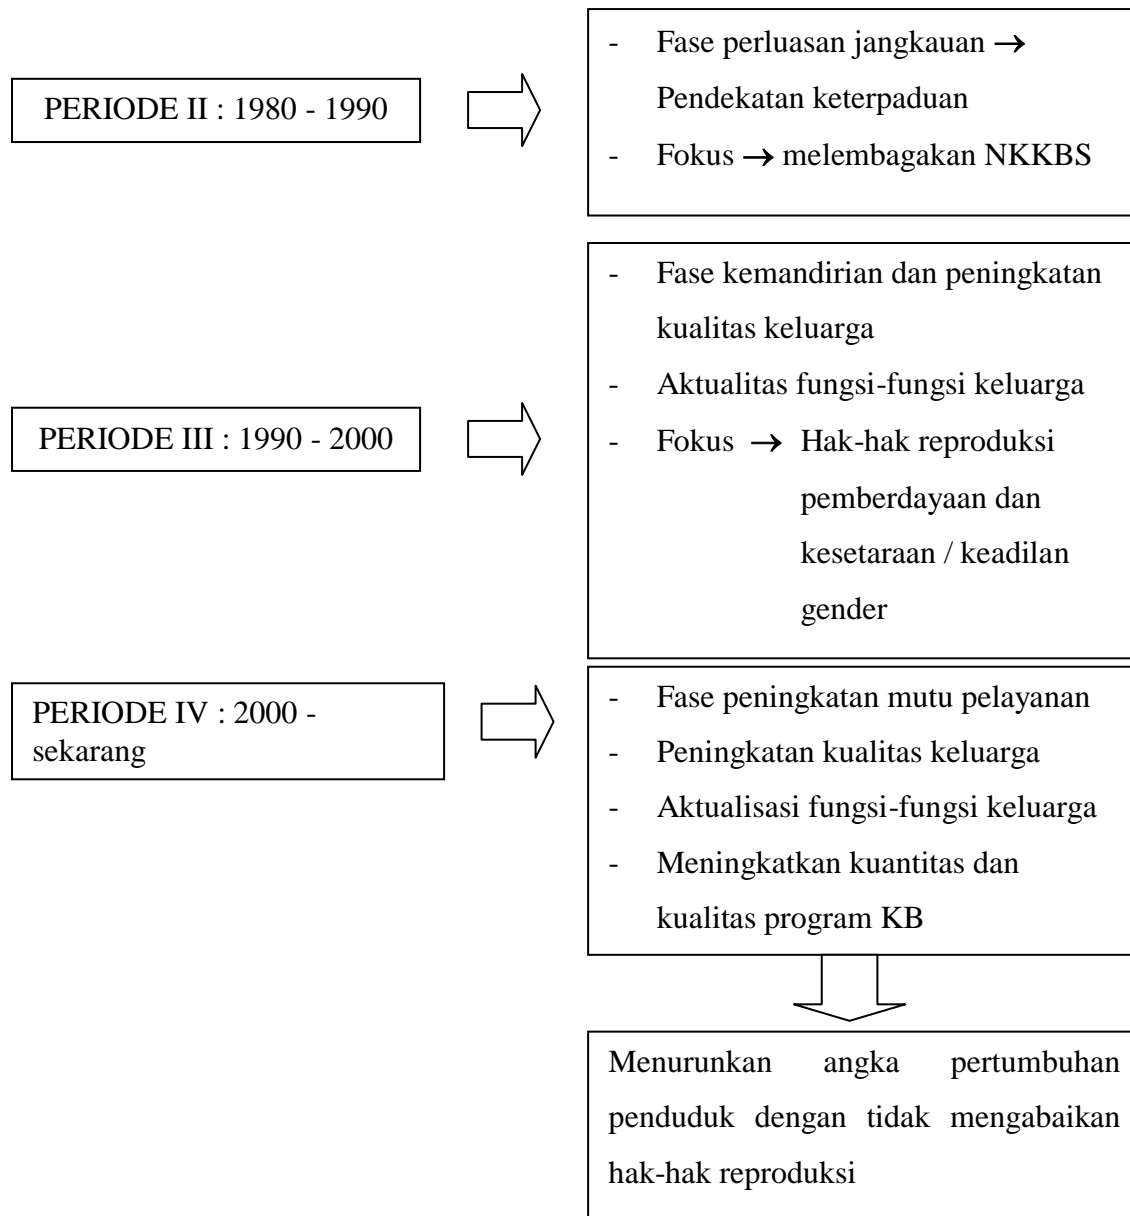 PERIODE II : 1980 - 1990
- Fase perluasan jangkauan →
Pendekatan keterpaduan
- Fokus → melembagakan NKKBS
PERIODE III : 1990 - 2000
- Fase kemandirian dan peningkatan
kualitas keluarga
- Aktualitas fungsi-fungsi keluarga
- Fokus → Hak-hak reproduksi
pemberdayaan dan
kesetaraan / keadilan
gender
PERIODE IV : 2000 -
sekarang
- Fase peningkatan mutu pelayanan
- Peningkatan kualitas keluarga
- Aktualisasi fungsi-fungsi keluarga
- Meningkatkan kuantitas dan
kualitas program KB
Menurunkan angka pertumbuhan
penduduk dengan tidak mengabaikan
hak-hak reproduksi